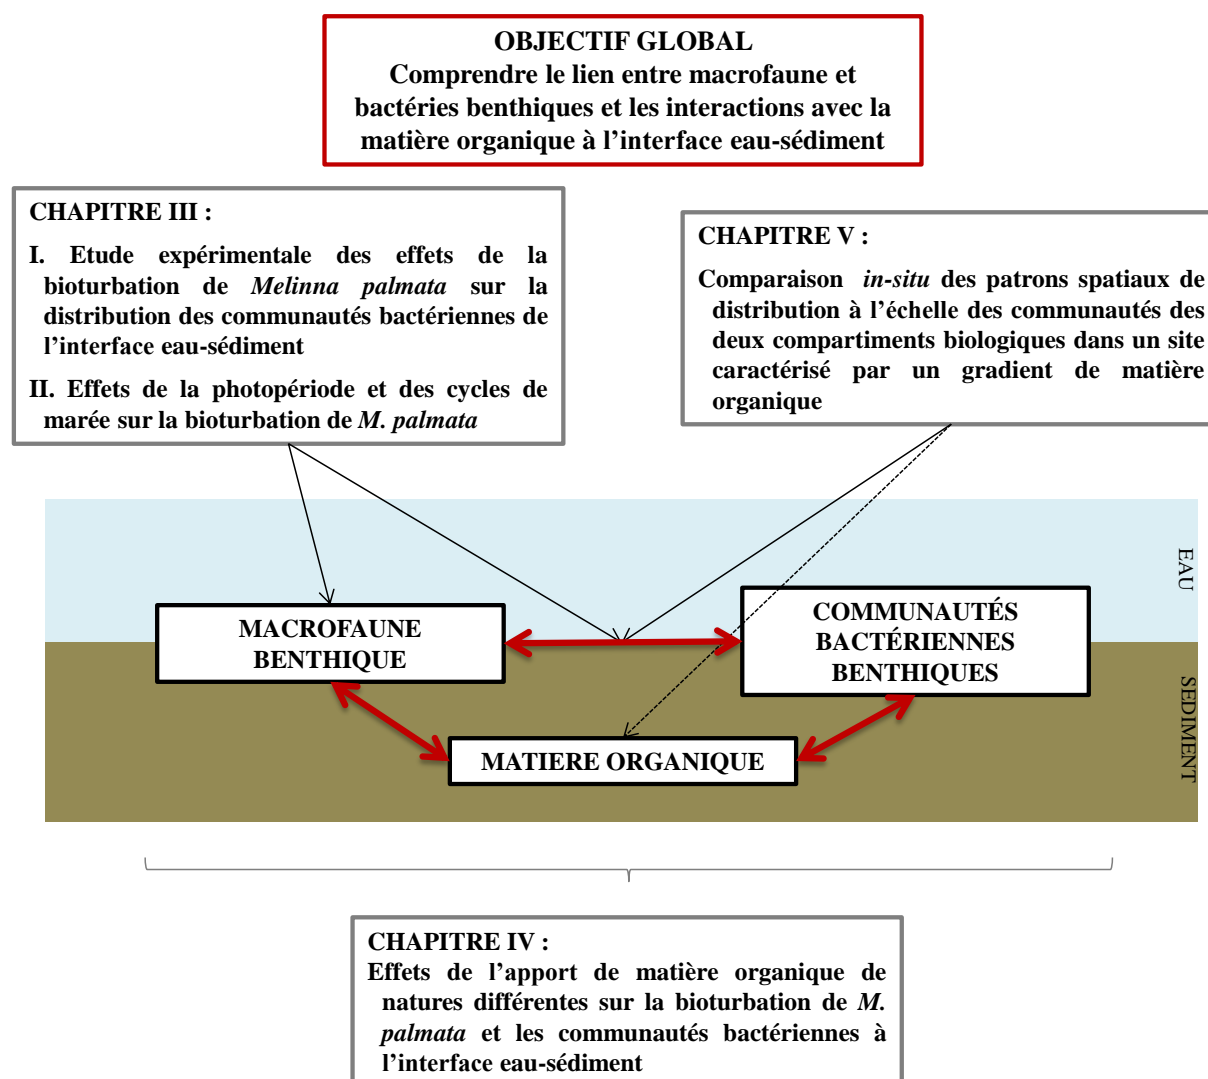 OBJECTIF GLOBAL
Comprendre le lien entre macrofaune et
bactéries benthiques et les interactions avec la
matière organique à l'interface eau-sédiment
CHAPITRE III :
I. Etude expérimentale des effets de la
bioturbation de Melinna palmata sur la
distribution des communautés bactériennes de
l'interface eau-sédiment
II. Effets de la photopériode et des cycles de
marée sur la bioturbation de M. palmata
CHAPITRE V :
Comparaison in-situ des patrons spatiaux de
distribution à l'échelle des communautés des
deux compartiments biologiques dans un site
caractérisé par un gradient de matière
organique
EAU
MACROFAUNE
BENTHIQUE
COMMUNAUTÉS
BACTÉRIENNES
BENTHIQUES
SEDIMENT
MATIERE ORGANIQUE
CHAPITRE IV :
Effets de l'apport de matière organique de
natures différentes sur la bioturbation de M.
palmata et les communautés bactériennes à
l'interface eau-sédiment